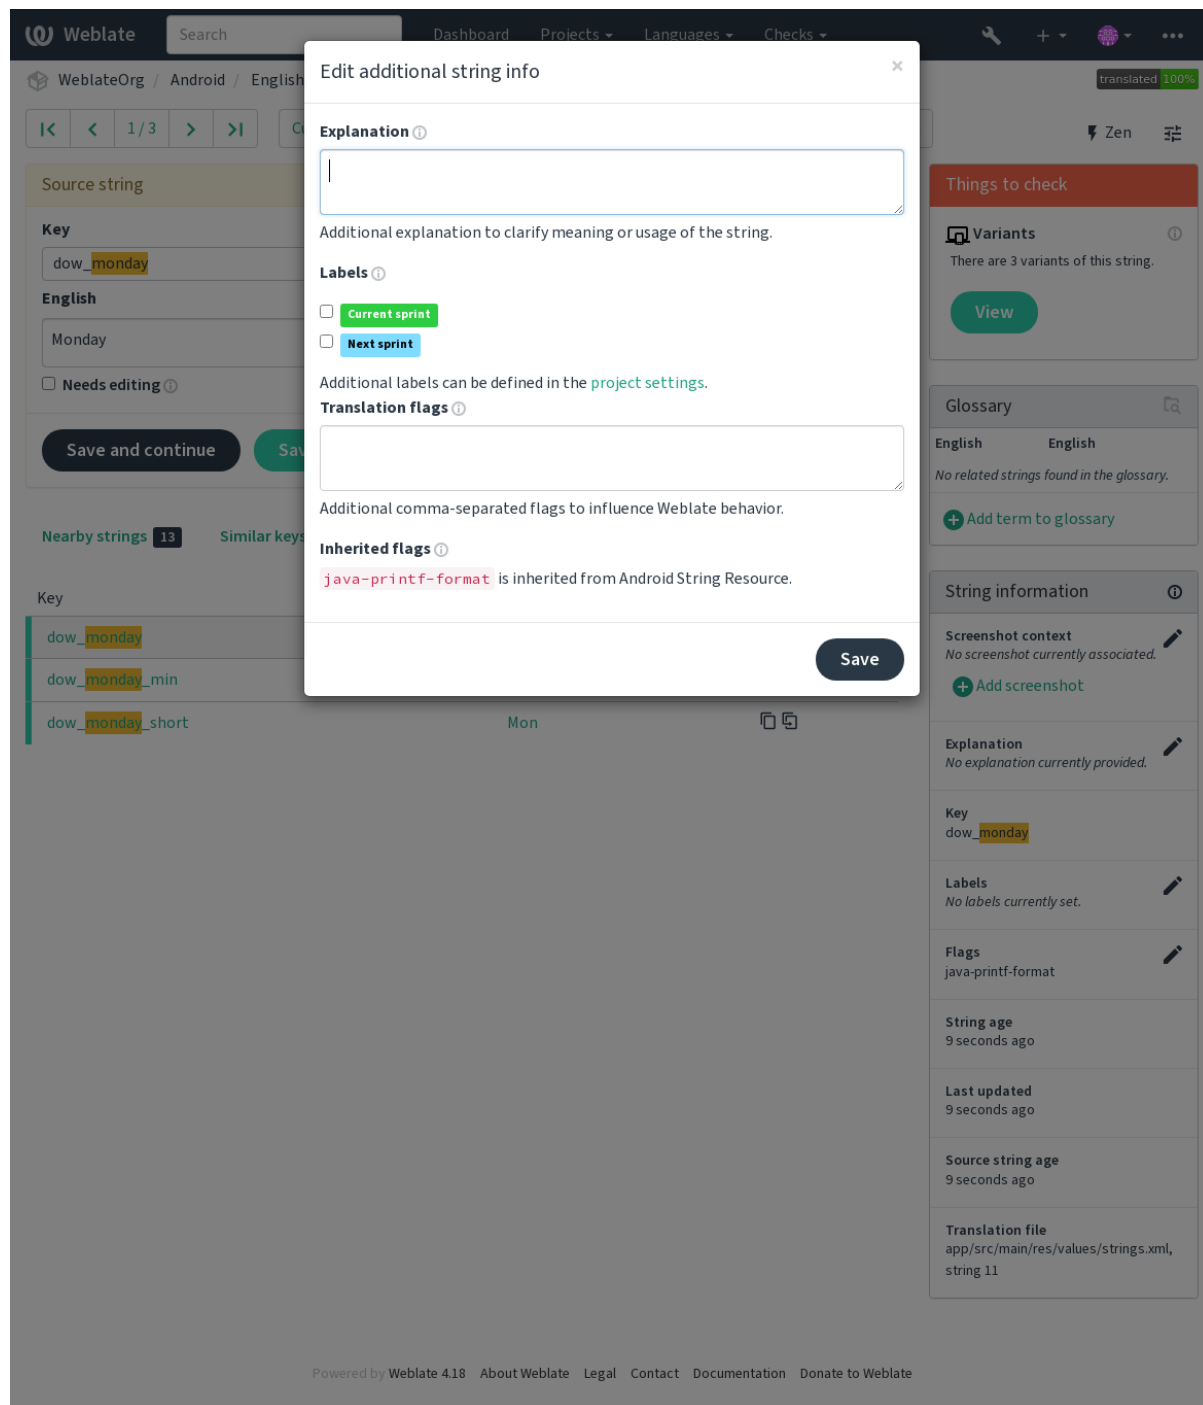 Weblate
Search
Dashboard
Projects
Languages
Checks
WeblateOrg / Android / English
translated 100%
1 / 3
Zen
Edit additional string info
×
Explanation
Additional explanation to clarify meaning or usage of the string.
Labels
Current sprint
Next sprint
Additional labels can be defined in the project settings.
Translation flags
Additional comma-separated flags to influence Weblate behavior.
Inherited flags
java-printf-format is inherited from Android String Resource.
Save
Source string
Key
dow_monday
English
Monday
Needs editing
Save and continue
Nearby strings 13
Similar keys
Key
dow_monday
dow_monday_min
dow_monday_short
Mon
Things to check
Variants
There are 3 variants of this string.
View
Glossary
English English
No related strings found in the glossary.
Add term to glossary
String information
Screenshot context
No screenshot currently associated.
Add screenshot
Explanation
No explanation currently provided.
Key
dow_monday
Labels
No labels currently set.
Flags
java-printf-format
String age
9 seconds ago
Last updated
9 seconds ago
Source string age
9 seconds ago
Translation file
app/src/main/res/values/strings.xml,
string 11
Powered by Weblate 4.18 About Weblate Legal Contact Documentation Donate to Weblate